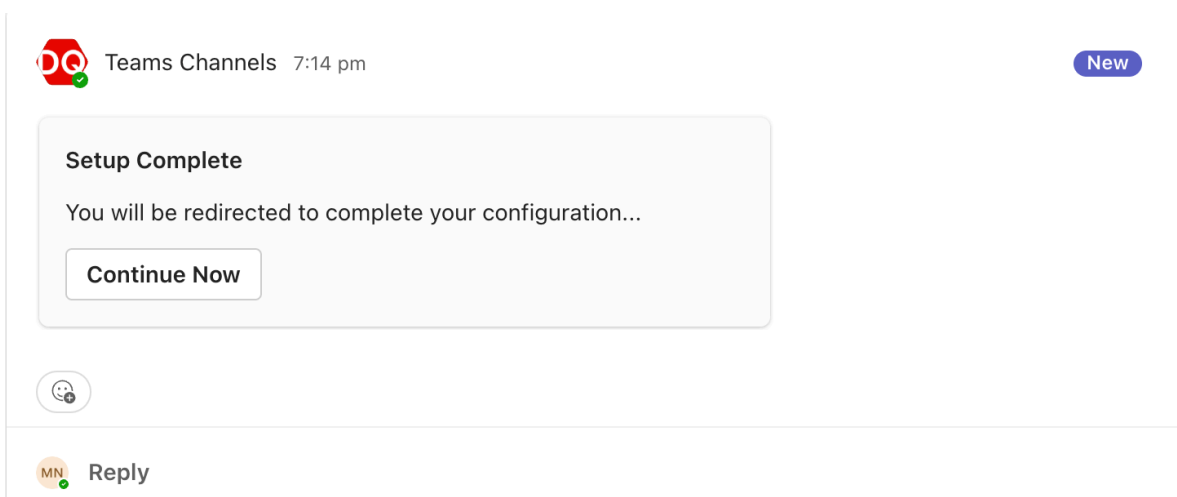 DQ Teams Channels 7:14 pm New
Setup Complete
You will be redirected to complete your configuration...
Continue Now
MN Reply